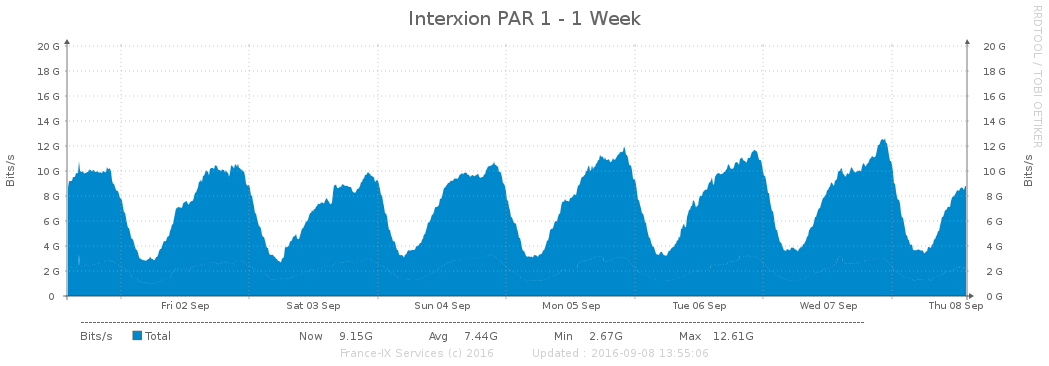 Interxion PAR 1 - 1 Week
RRDTOOL / TOBI OETIKER
Bits/s
20 G 20 G
18 G 18 G
16 G 16 G
14 G 14 G
12 G 12 G
10 G 10 G
8 G 8 G
6 G 6 G
4 G 4 G
2 G 2 G
0 0 G
Bits/s
Fri 02 Sep Sat 03 Sep Sun 04 Sep Mon 05 Sep Tue 06 Sep Wed 07 Sep Thu 08 Sep
Bits/s Total Now 9.15G Avg 7.44G Min 2.67G Max 12.61G
France-IX Services (c) 2016 Updated : 2016-09-08 13:55:06